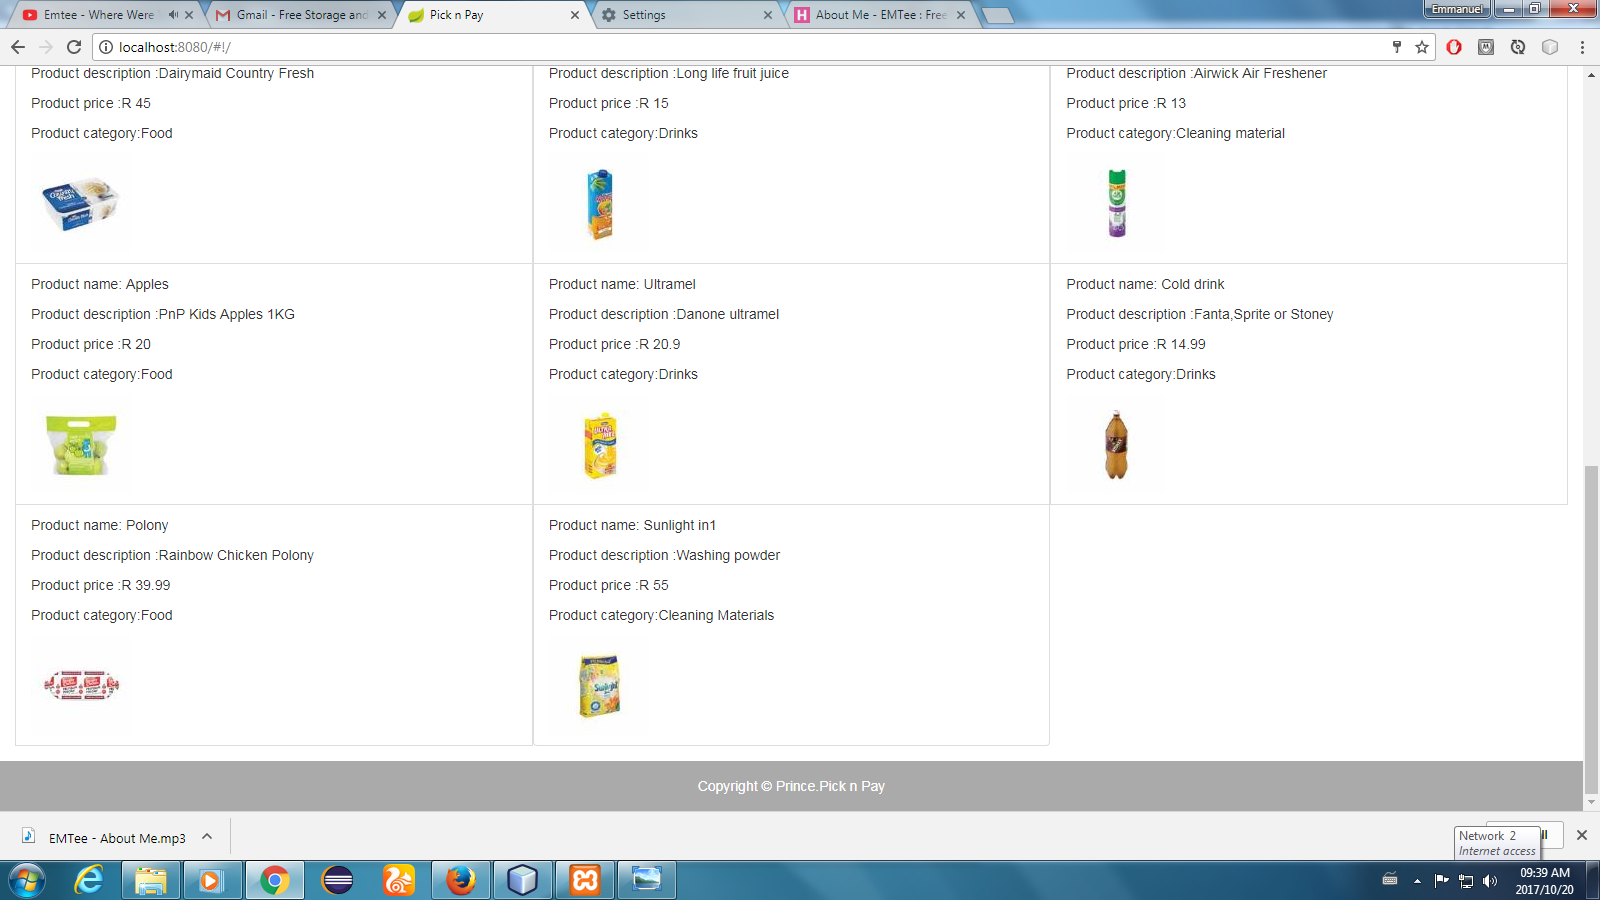 Emtee - Where Were
Gmail - Free Storage and
Pick n Pay
Settings
About Me - EMTee : Free
Emmanuel
localhost:8080/#!/
Product description :Dairymaid Country Fresh
Product price :R 45
Product category:Food
Product description :Long life fruit juice
Product price :R 15
Product category:Drinks
Product description :Airwick Air Freshener
Product price :R 13
Product category:Cleaning material
Product name: Apples
Product description :PnP Kids Apples 1KG
Product price :R 20
Product category:Food
Product name: Ultramel
Product description :Danone ultramel
Product price :R 20.9
Product category:Drinks
Product name: Cold drink
Product description :Fanta,Sprite or Stoney
Product price :R 14.99
Product category:Drinks
Product name: Polony
Product description :Rainbow Chicken Polony
Product price :R 39.99
Product category:Food
Product name: Sunlight in1
Product description :Washing powder
Product price :R 55
Product category:Cleaning Materials
Sunlight
Copyright © Prince.Pick n Pay
EMTee - About Me.mp3
Network 2
Internet access
09:39 AM
2017/10/20